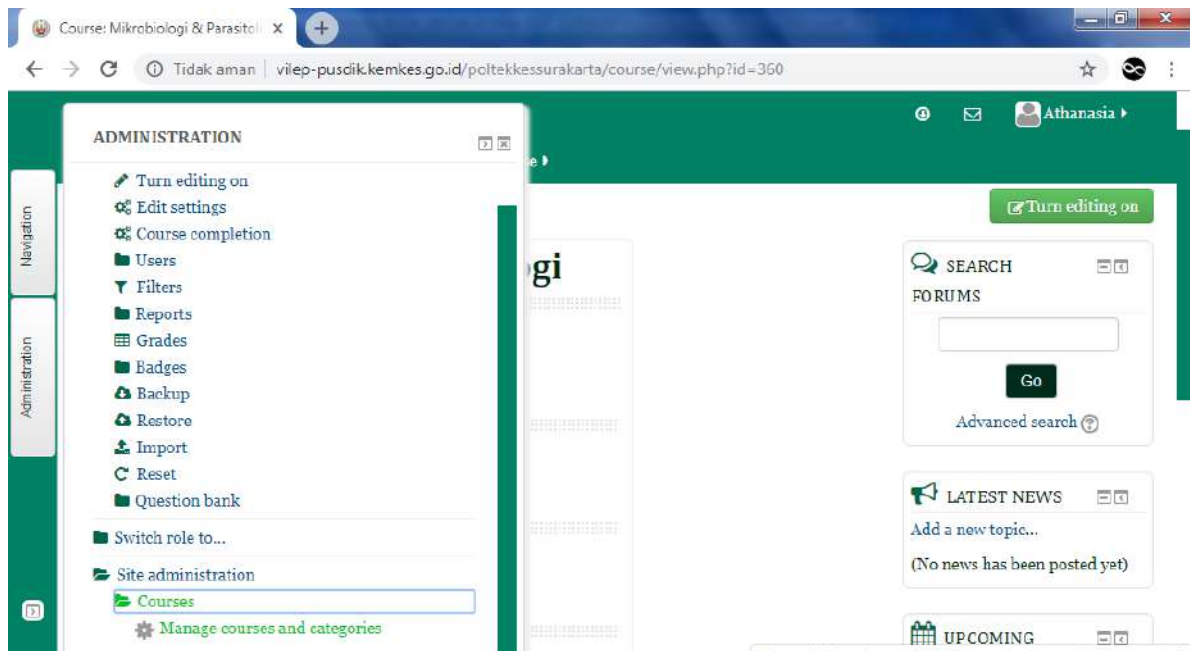 Course: Mikrobiologi & Parasitol
Tidak aman | vilep-pusdik.kemkes.go.id/poltekkessurakarta/course/view.php?id=360
Athanasia
ADMINISTRATION
Turn editing on
Edit settings
Course completion
Users
Filters
Reports
Grades
Badges
Backup
Restore
Import
Reset
Question bank
Switch role to...
Site administration
Courses
Manage courses and categories
Navigation
Administration
gi
Turn editing on
SEARCH
FORUMS
Go
Advanced search
LATEST NEWS
Add a new topic...
(No news has been posted yet)
UPCOMING